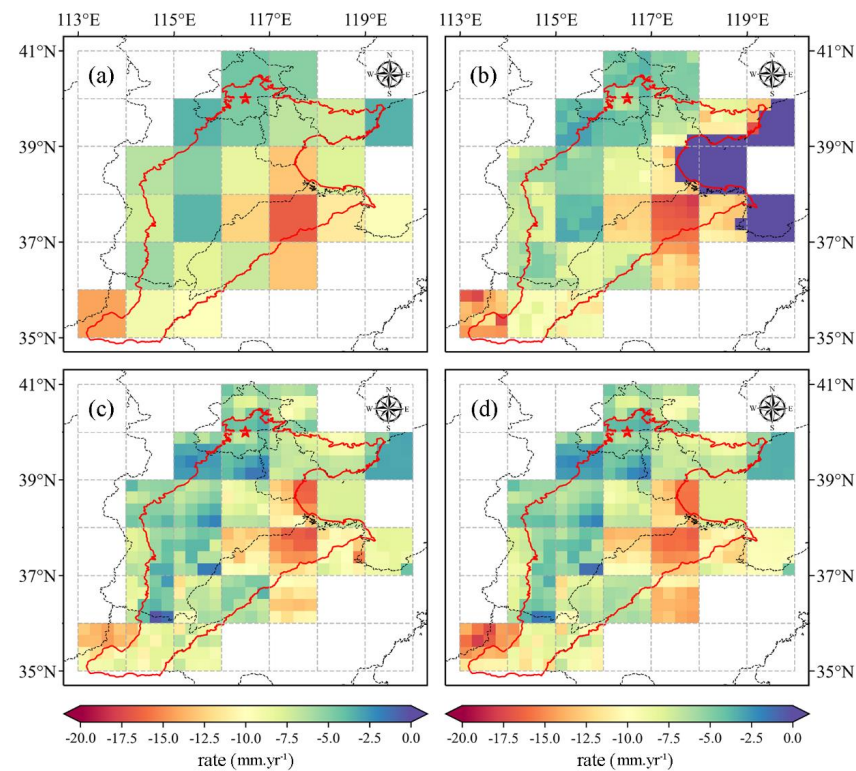 113°E 115°E 117°E 119°E 113°E 115°E 117°E 119°E
41°N 41°N
(a) N W E S (b) N W E S
39°N 39°N
37°N 37°N
35°N 35°N
(c) N W E S (d) N W E S
41°N 41°N
39°N 39°N
37°N 37°N
35°N 35°N
-20.0 -17.5 -15.0 -12.5 -10.0 -7.5 -5.0 -2.5 0.0 -20.0 -17.5 -15.0 -12.5 -10.0 -7.5 -5.0 -2.5 0.0
rate (mm.yr⁻¹) rate (mm.yr⁻¹)